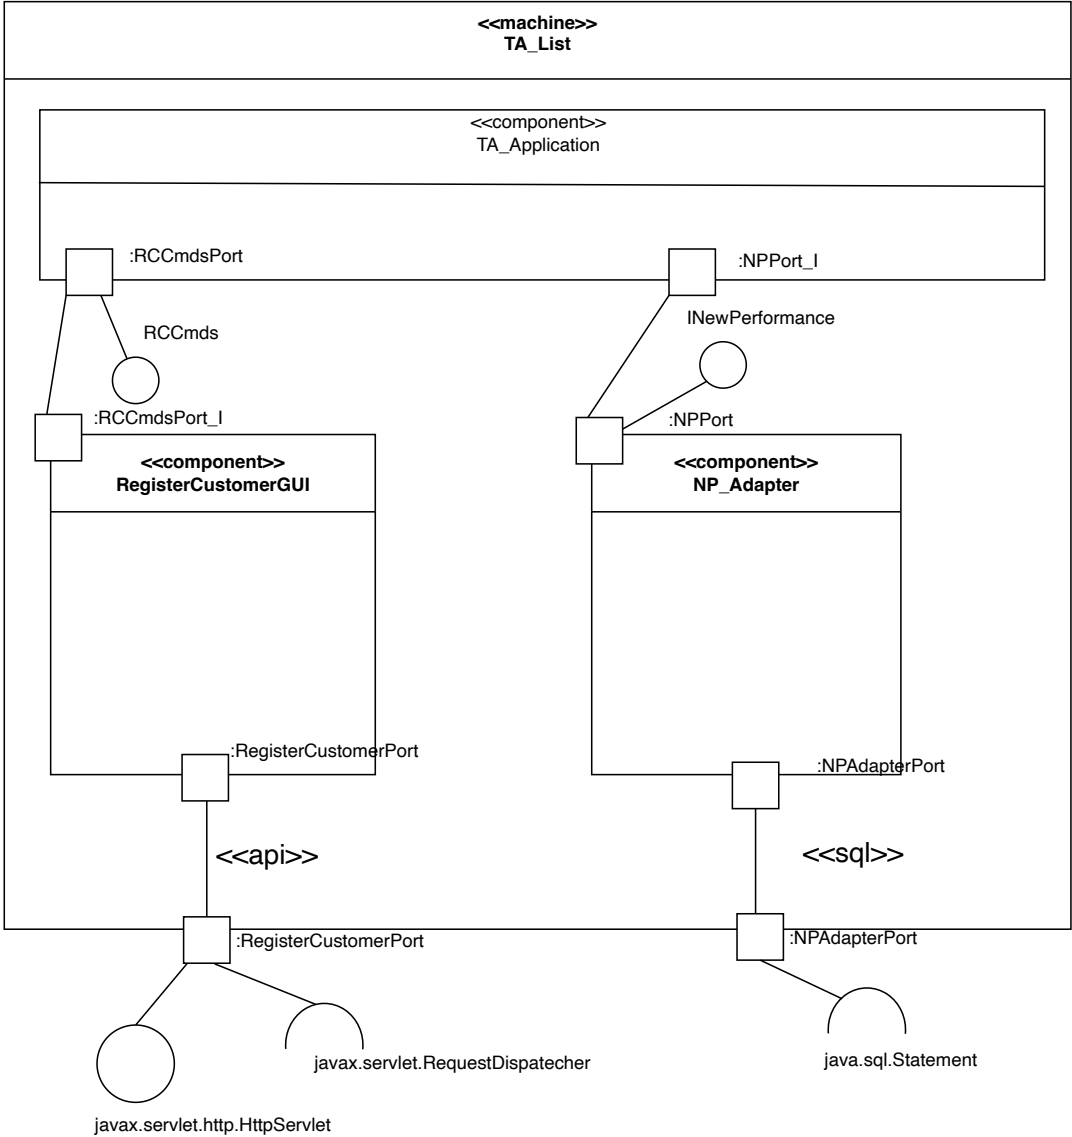 <<machine>>
TA_List
<<component>>
TA_Application
:RCCmdsPort
:NPPort_I
RCCmds
INewPerformance
:RCCmdsPort_I
:NPPort
<<component>>
RegisterCustomerGUI
<<component>>
NP_Adapter
:RegisterCustomerPort
:NPAdapterPort
<<api>>
<<sql>>
:RegisterCustomerPort
:NPAdapterPort
javax.servlet.RequestDispatecher
java.sql.Statement
javax.servlet.http.HttpServlet